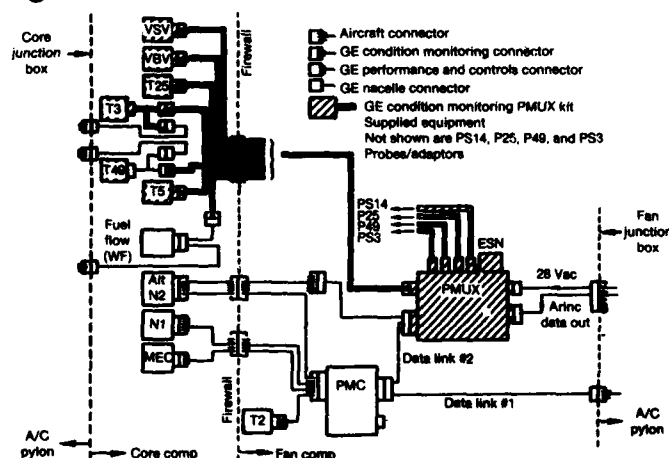 Core
junction
box
VSV
VBV
T25
T3
T49
T5
Firewall
Aircraft connector
GE condition monitoring connector
GE performance and controls connector
GE nacelle connector
GE condition monitoring PMUX kit
Supplied equipment
Not shown are PS14, P25, P49, and PS3
Probes/adaptors
PS14
P25
P49
PS3
ESN
Fan
junction
box
Fuel
flow
(WF)
PMUX
28 Vac
Arinc
data out
Alt
N2
N1
MEC
Data link #2
PMC
Data link #1
T2
Firewall
A/C
pylon
Core comp
Fan comp
A/C
pylon